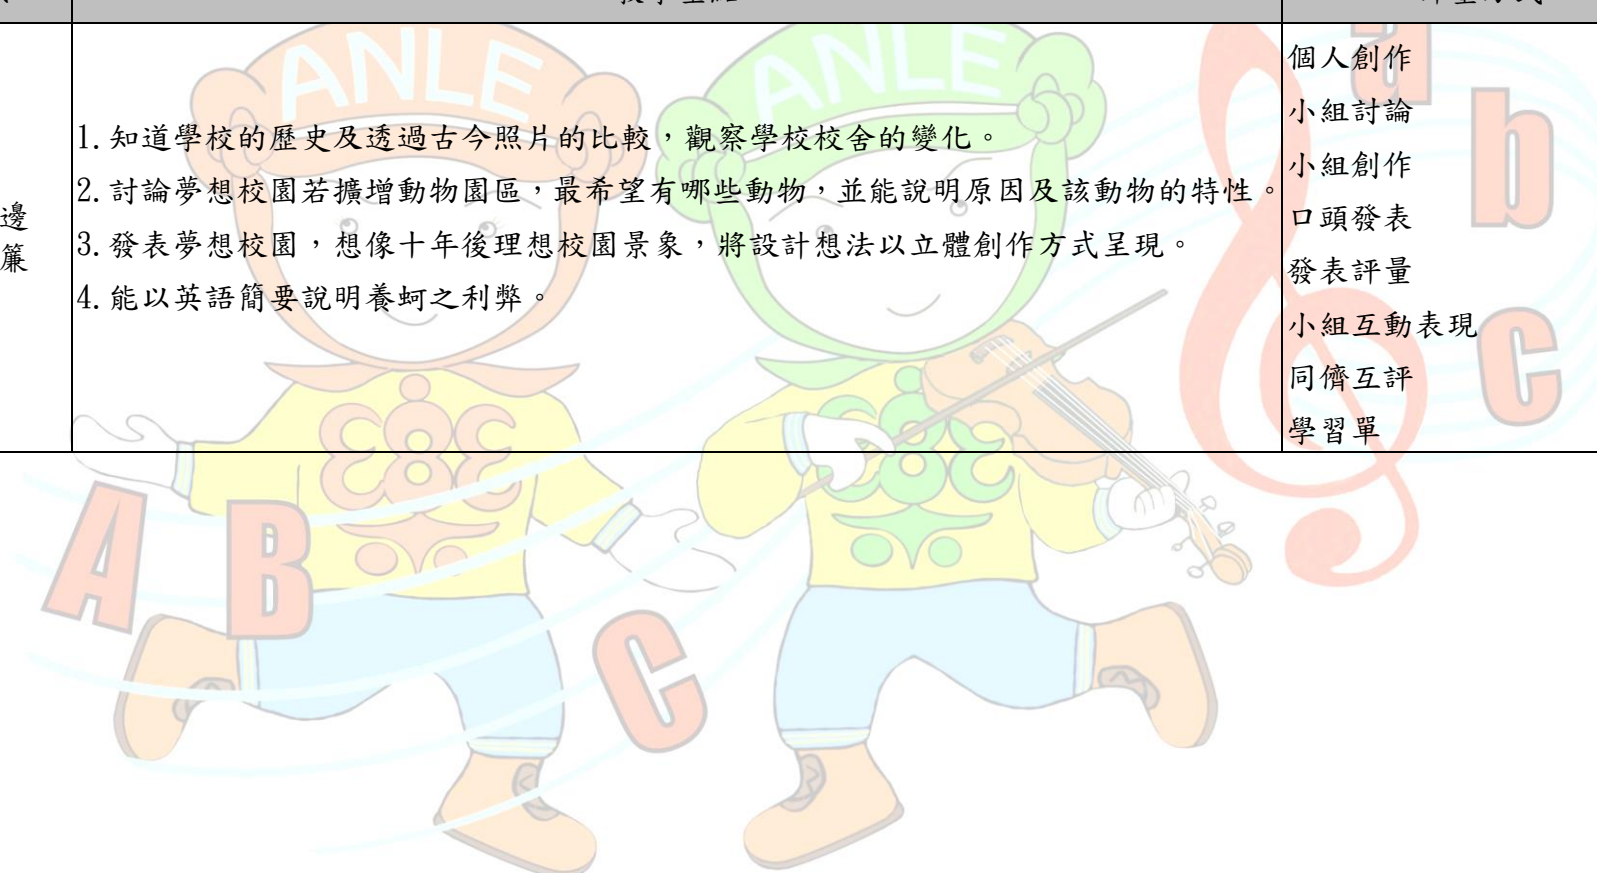 1.知道學校的歷史及透過古今照片的比較，觀察學校校舍的變化。
2.討論夢想校園若擴增動物園區，最希望有哪些動物，並能說明原因及該動物的特性。
3.發表夢想校園，想像十年後理想校園景象，將設計想法以立體創作方式呈現。
4.能以英語簡要說明養蚵之利弊。
邊
簾
個人創作
小組討論
小組創作
口頭發表
發表評量
小組互動表現
同儕互評
學習單
ANLE
ANLE
a
b
c
A
B
C